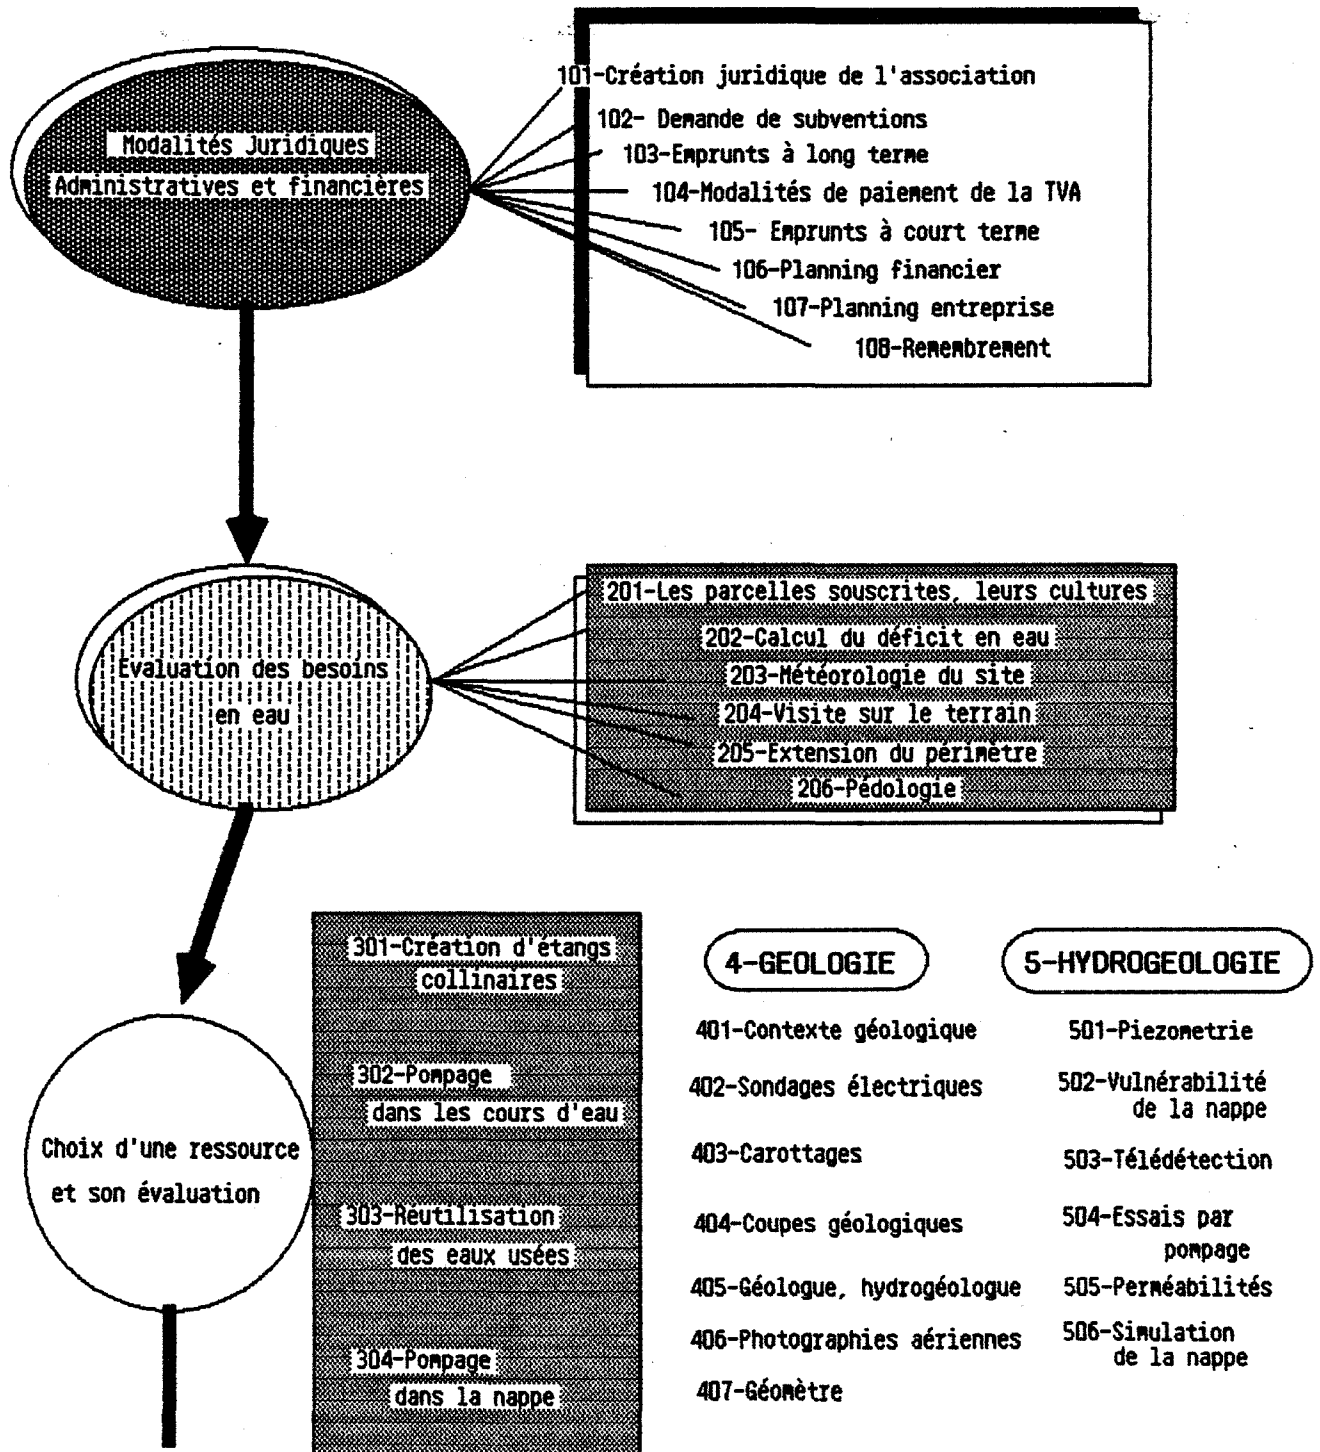 Modalités Juridiques
Administratives et financières
101-Création juridique de l'association
102- Demande de subventions
103-Emprunts à long terme
104-Modalités de paiement de la TVA
105- Emprunts à court terme
106-Planning financier
107-Planning entreprise
108-Remembrement
Evaluation des besoins
en eau
201-Les parcelles souscrites, leurs cultures
202-Calcul du déficit en eau
203-Météorologie du site
204-Visite sur le terrain
205-Extension du périmètre
206-Pédologie
Choix d'une ressource
et son évaluation
301-Création d'étangs
collinaires
302-Pompage
dans les cours d'eau
303-Reutilisation
des eaux usées
304-Pompage
dans la nappe
4-GEOLOGIE
401-Contexte géologique
402-Sondages électriques
403-Carottages
404-Coupes géologiques
405-Géologue, hydrogéologue
406-Photographies aériennes
407-Géomètre
5-HYDROGEOLOGIE
501-Piezometrie
502-Vulnérabilité
de la nappe
503-Télédétection
504-Essais par
pompage
505-Perméabilités
506-Simulation
de la nappe